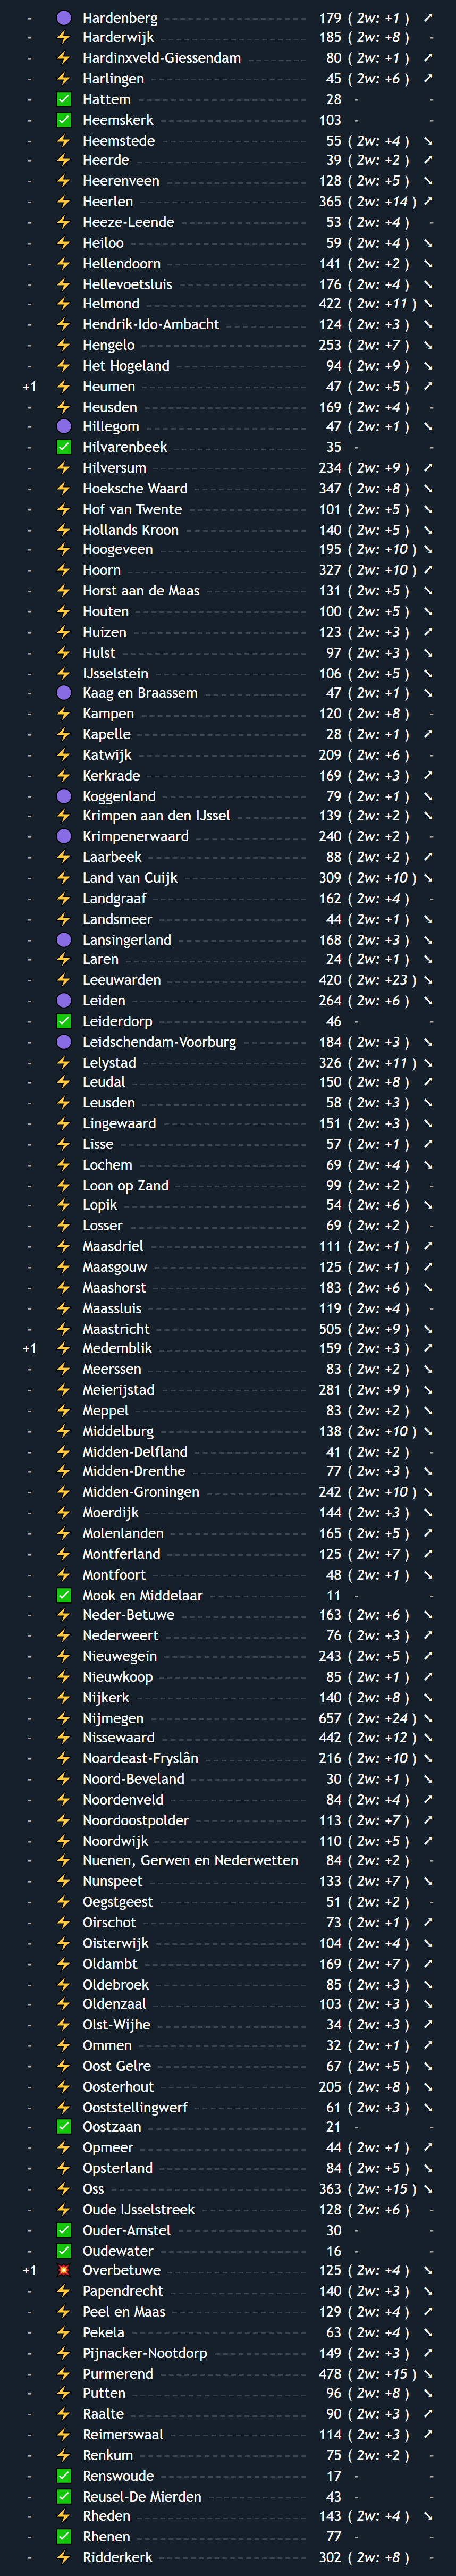 - 🟣 Hardenberg 179 ( 2w: +1 ) ↗
- ⚡ Harderwijk 185 ( 2w: +8 ) -
- ⚡ Hardinxveld-Giessendam 80 ( 2w: +1 ) ↗
- ⚡ Harlingen 45 ( 2w: +6 ) ↗
- ✅ Hattem 28 - -
- ✅ Heemskerk 103 - -
- ⚡ Heemstede 55 ( 2w: +4 ) ↘
- ⚡ Heerde 39 ( 2w: +2 ) ↗
- ⚡ Heerenveen 128 ( 2w: +5 ) ↘
- ⚡ Heerlen 365 ( 2w: +14 ) ↗
- ⚡ Heeze-Leende 53 ( 2w: +4 ) -
- ⚡ Heiloo 59 ( 2w: +4 ) ↘
- ⚡ Hellendoorn 141 ( 2w: +2 ) ↘
- ⚡ Hellevoetsluis 176 ( 2w: +4 ) ↘
- ⚡ Helmond 422 ( 2w: +11 ) ↘
- ⚡ Hendrik-Ido-Ambacht 124 ( 2w: +3 ) ↘
- ⚡ Hengelo 253 ( 2w: +7 ) ↘
- ⚡ Het Hogeland 94 ( 2w: +9 ) ↘
+1 ⚡ Heumen 47 ( 2w: +5 ) ↗
- ⚡ Heusden 169 ( 2w: +4 ) -
- 🟣 Hillegom 47 ( 2w: +1 ) ↘
- ✅ Hilvarenbeek 35 - -
- ⚡ Hilversum 234 ( 2w: +9 ) ↗
- ⚡ Hoeksche Waard 347 ( 2w: +8 ) ↘
- ⚡ Hof van Twente 101 ( 2w: +5 ) ↘
- ⚡ Hollands Kroon 140 ( 2w: +5 ) ↘
- ⚡ Hoogeveen 195 ( 2w: +10 ) ↘
- ⚡ Hoorn 327 ( 2w: +10 ) ↗
- ⚡ Horst aan de Maas 131 ( 2w: +5 ) ↘
- ⚡ Houten 100 ( 2w: +5 ) ↘
- ⚡ Huizen 123 ( 2w: +3 ) ↗
- ⚡ Hulst 97 ( 2w: +3 ) ↘
- ⚡ IJsselstein 106 ( 2w: +5 ) ↘
- 🟣 Kaag en Braassem 47 ( 2w: +1 ) ↘
- ⚡ Kampen 120 ( 2w: +8 ) -
- ⚡ Kapelle 28 ( 2w: +1 ) ↗
- ⚡ Katwijk 209 ( 2w: +6 ) -
- ⚡ Kerkrade 169 ( 2w: +3 ) ↗
- 🟣 Koggenland 79 ( 2w: +1 ) ↘
- ⚡ Krimpen aan den IJssel 139 ( 2w: +2 ) ↘
- 🟣 Krimpenerwaard 240 ( 2w: +2 ) -
- ⚡ Laarbeek 88 ( 2w: +2 ) ↗
- ⚡ Land van Cuijk 309 ( 2w: +10 ) ↘
- ⚡ Landgraaf 162 ( 2w: +4 ) -
- ⚡ Landsmeer 44 ( 2w: +1 ) ↘
- 🟣 Lansingerland 168 ( 2w: +3 ) ↘
- ⚡ Laren 24 ( 2w: +1 ) ↘
- ⚡ Leeuwarden 420 ( 2w: +23 ) ↘
- 🟣 Leiden 264 ( 2w: +6 ) ↘
- ✅ Leiderdorp 46 - -
- 🟣 Leidschendam-Voorburg 184 ( 2w: +3 ) ↘
- ⚡ Lelystad 326 ( 2w: +11 ) ↘
- ⚡ Leudal 150 ( 2w: +8 ) ↗
- ⚡ Leusden 58 ( 2w: +3 ) ↘
- ⚡ Lingewaard 151 ( 2w: +3 ) ↘
- ⚡ Lisse 57 ( 2w: +1 ) ↗
- ⚡ Lochem 69 ( 2w: +4 ) ↘
- ⚡ Loon op Zand 99 ( 2w: +2 ) -
- ⚡ Lopik 54 ( 2w: +6 ) ↘
- ⚡ Losser 69 ( 2w: +2 ) -
- ⚡ Maasdriel 111 ( 2w: +1 ) ↗
- ⚡ Maasgouw 125 ( 2w: +1 ) ↗
- ⚡ Maashorst 183 ( 2w: +6 ) ↘
- ⚡ Maassluis 119 ( 2w: +4 ) -
- ⚡ Maastricht 505 ( 2w: +9 ) ↘
+1 ⚡ Medemblik 159 ( 2w: +3 ) ↗
- ⚡ Meerssen 83 ( 2w: +2 ) ↘
- ⚡ Meierijstad 281 ( 2w: +9 ) ↘
- ⚡ Meppel 83 ( 2w: +2 ) ↘
- ⚡ Middelburg 138 ( 2w: +10 ) ↘
- ⚡ Midden-Delfland 41 ( 2w: +2 ) -
- ⚡ Midden-Drenthe 77 ( 2w: +3 ) ↘
- ⚡ Midden-Groningen 242 ( 2w: +10 ) ↘
- ⚡ Moerdijk 144 ( 2w: +3 ) ↘
- ⚡ Molenlanden 165 ( 2w: +5 ) ↗
- ⚡ Montferland 125 ( 2w: +7 ) ↗
- ⚡ Montfoort 48 ( 2w: +1 ) ↘
- ✅ Mook en Middelaar 11 - -
- ⚡ Neder-Betuwe 163 ( 2w: +6 ) ↘
- ⚡ Nederweert 76 ( 2w: +3 ) ↗
- ⚡ Nieuwegein 243 ( 2w: +5 ) ↗
- ⚡ Nieuwkoop 85 ( 2w: +1 ) ↗
- ⚡ Nijkerk 140 ( 2w: +8 ) ↘
- ⚡ Nijmegen 657 ( 2w: +24 ) ↘
- ⚡ Nissewaard 442 ( 2w: +12 ) ↘
- ⚡ Noardeast-Fryslân 216 ( 2w: +10 ) ↘
- ⚡ Noord-Beveland 30 ( 2w: +1 ) ↘
- ⚡ Noordenveld 84 ( 2w: +4 ) ↗
- ⚡ Noordoostpolder 113 ( 2w: +7 ) ↗
- ⚡ Noordwijk 110 ( 2w: +5 ) ↗
- ⚡ Nuenen, Gerwen en Nederwetten 84 ( 2w: +2 ) -
- ⚡ Nunspeet 133 ( 2w: +7 ) ↘
- ⚡ Oegstgeest 51 ( 2w: +2 ) -
- ⚡ Oirschot 73 ( 2w: +1 ) ↗
- ⚡ Oisterwijk 104 ( 2w: +4 ) ↘
- ⚡ Oldambt 169 ( 2w: +7 ) ↗
- ⚡ Oldebroek 85 ( 2w: +3 ) ↘
- ⚡ Oldenzaal 103 ( 2w: +3 ) ↘
- ⚡ Olst-Wijhe 34 ( 2w: +3 ) ↗
- ⚡ Ommen 32 ( 2w: +1 ) ↗
- ⚡ Oost Gelre 67 ( 2w: +5 ) ↘
- ⚡ Oosterhout 205 ( 2w: +8 ) ↘
- ⚡ Ooststellingwerf 61 ( 2w: +3 ) ↘
- ✅ Oostzaan 21 - -
- ⚡ Opmeer 44 ( 2w: +1 ) ↗
- ⚡ Opsterland 84 ( 2w: +5 ) ↘
- ⚡ Oss 363 ( 2w: +15 ) ↘
- ⚡ Oude IJsselstreek 128 ( 2w: +6 ) -
- ✅ Ouder-Amstel 30 - -
- ✅ Oudewater 16 - -
+1 💥 Overbetuwe 125 ( 2w: +4 ) ↘
- ⚡ Papendrecht 140 ( 2w: +3 ) ↘
- ⚡ Peel en Maas 129 ( 2w: +4 ) ↗
- ⚡ Pekela 63 ( 2w: +4 ) ↘
- ⚡ Pijnacker-Nootdorp 149 ( 2w: +3 ) ↗
- ⚡ Purmerend 478 ( 2w: +15 ) ↘
- ⚡ Putten 96 ( 2w: +8 ) ↘
- ⚡ Raalte 90 ( 2w: +3 ) ↗
- ⚡ Reimerswaal 114 ( 2w: +3 ) ↗
- ⚡ Renkum 75 ( 2w: +2 ) -
- ✅ Renswoude 17 - -
- ✅ Reusel-De Mierden 43 - -
- ⚡ Rheden 143 ( 2w: +4 ) ↘
- ✅ Rhenen 77 - -
- ⚡ Ridderkerk 302 ( 2w: +8 ) -